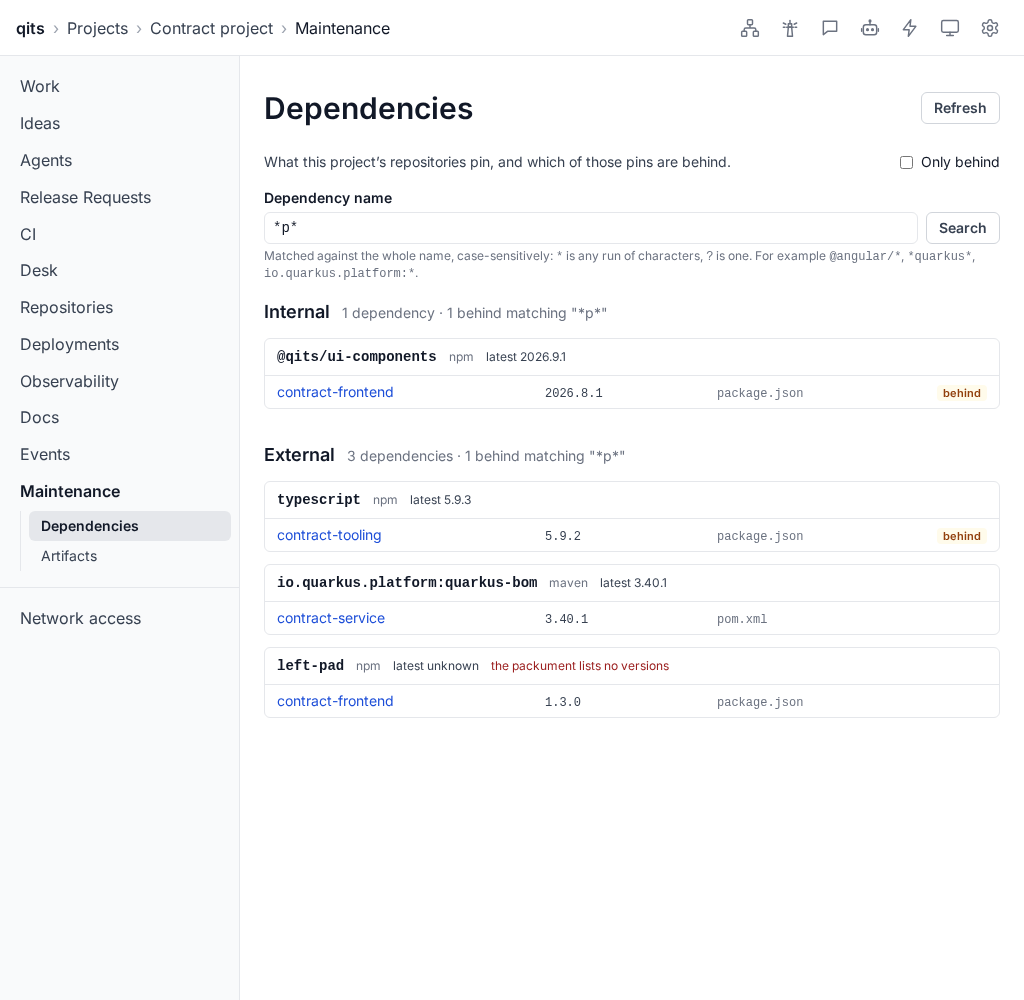 qits › Projects › Contract project › Maintenance
Work
Ideas
Agents
Release Requests
CI
Desk
Repositories
Deployments
Observability
Docs
Events
Maintenance
Dependencies
Artifacts
Network access
Dependencies
Refresh
What this project's repositories pin, and which of those pins are behind.
Only behind
Dependency name
*p*
Search
Matched against the whole name, case-sensitively: * is any run of characters, ? is one. For example @angular/*, *quarkus*,
io.quarkus.platform:*.
Internal 1 dependency · 1 behind matching "*p*"
@qits/ui-components npm latest 2026.9.1
contract-frontend 2026.8.1 package.json behind
External 3 dependencies · 1 behind matching "*p*"
typescript npm latest 5.9.3
contract-tooling 5.9.2 package.json behind
io.quarkus.platform:quarkus-bom maven latest 3.40.1
contract-service 3.40.1 pom.xml
left-pad npm latest unknown the packument lists no versions
contract-frontend 1.3.0 package.json